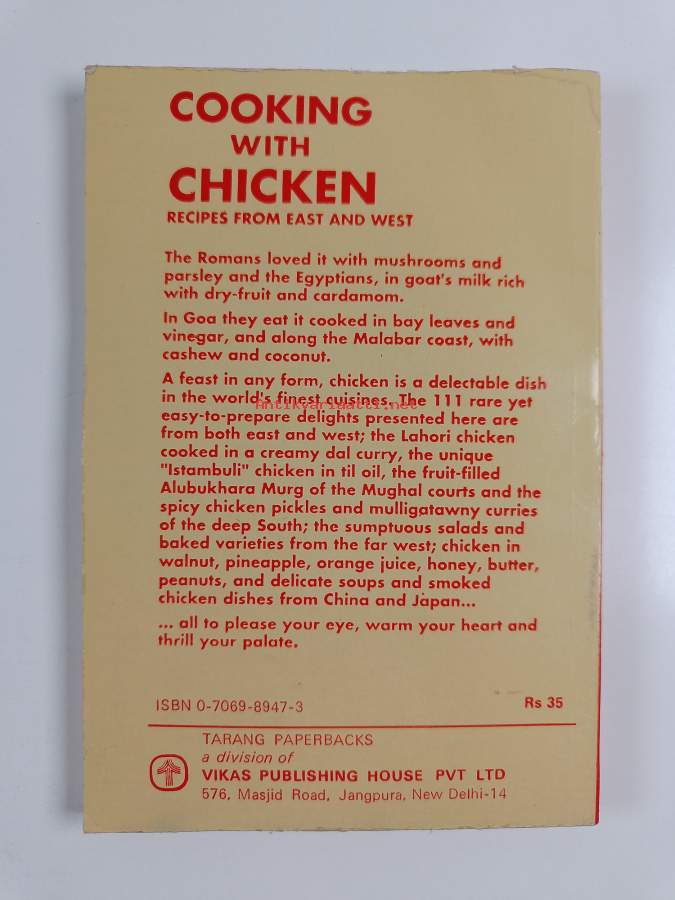 COOKING
WITH
CHICKEN
RECIPES FROM EAST AND WEST
The Romans loved it with mushrooms and
parsley and the Egyptians, in goat's milk rich
with dry-fruit and cardamom.
In Goa they eat it cooked in bay leaves and
vinegar, and along the Malabar coast, with
cashew and coconut.
A feast in any form, chicken is a delectable dish
in the world's finest cuisines. The 111 rare yet
Antikvariaatti.net
easy-to-prepare delights presented here are
from both east and west; the Lahori chicken
cooked in a creamy dal curry, the unique
"Istambuli" chicken in til oil, the fruit-filled
Alubukhara Murg of the Mughal courts and the
spicy chicken pickles and mulligatawny curries
of the deep South; the sumptuous salads and
baked varieties from the far west; chicken in
walnut, pineapple, orange juice, honey, butter,
peanuts, and delicate soups and smoked
chicken dishes from China and Japan...
... all to please your eye, warm your heart and
thrill your palate.
ISBN 0-7069-8947-3 Rs 35
TARANG PAPERBACKS
a division of
VIKAS PUBLISHING HOUSE PVT LTD
576, Masjid Road, Jangpura, New Delhi-14